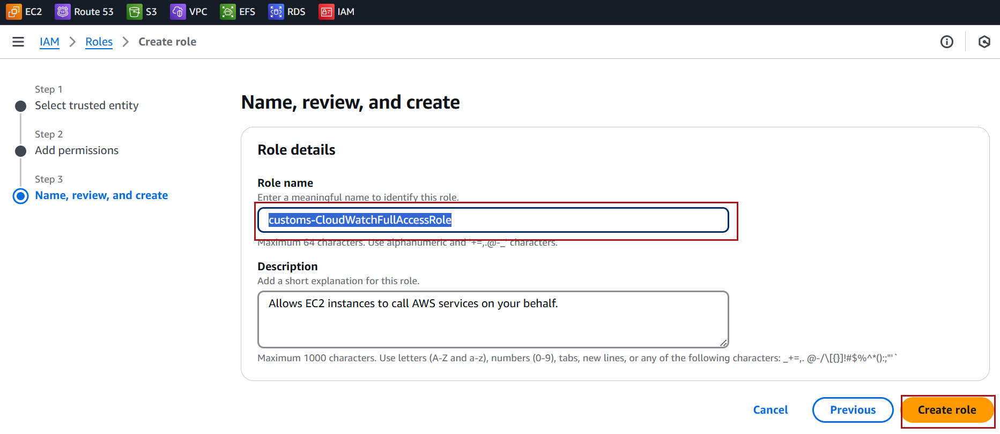 EC2 Route 53 S3 VPC EFS RDS IAM
IAM Roles Create role
Step 1
Select trusted entity
Step 2
Add permissions
Step 3
Name, review, and create
Name, review, and create
Role details
Role name
Enter a meaningful name to identify this role.
customs-CloudWatchFullAccessRole
Maximum 64 characters. Use alphanumeric and '+=,.@-_' characters.
Description
Add a short explanation for this role.
Allows EC2 instances to call AWS services on your behalf.
Maximum 1000 characters. Use letters (A-Z and a-z), numbers (0-9), tabs, new lines, or any of the following characters: _+=,. @-/\[{}]!#$%^*():;"'`
Cancel Previous Create role